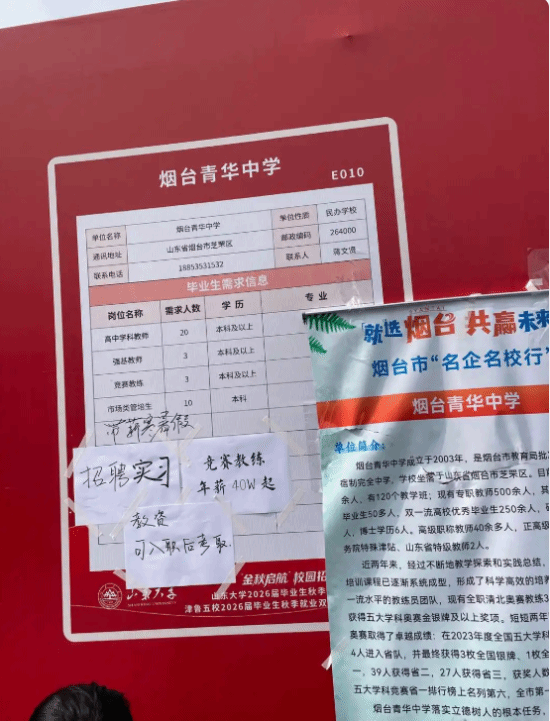 烟台青华中学
E010
单位名称 烟台青华中学 单位性质 民办学校
通讯地址 山东省烟台市芝罘区 邮政编码 264000
联系电话 18853531532 联系人 蒋文贤
毕业生需求信息
岗位名称 需求人数 学历 专业
高中学科教师 20 本科及以上
强基教师 3 本科及以上
竞赛教练 3 本科及以上
市场类管培生 10 本科
带薪寒暑假
招聘实习
竞赛教练
年薪40W起
教资
可入职后考取.
山东大学
金秋启航 校园招
山东大学2026届毕业生秋季
津鲁五校2026届毕业生秋季就业双
就选烟台 共赢未来
烟台市“名企名校行”
烟台青华中学
单位简介:
烟台青华中学成立于2003年,是烟台市教育局批
宿制完全中学,学校坐落于山东省烟台市芝罘区。目前
余人,有120个教学班;现有专职教师500余人,其
毕业生50多人,双一流高校优秀毕业生250余人,硕
人,博士学历6人。高级职称教师40余多人,正高级
务院特殊津贴、山东省特级教师2人。
近两年来,经过不断地教学探索和实践总结,
培训课程已逐渐系统成型,形成了科学高效的培养
一流水平的教练员团队,现有全职清北奥赛教练3
获得五大学科奥赛金银牌及以上奖项。短短两年
奥赛取得了卓越成绩:在2023年度全国五大学科
4人进入省队,并最终获得3枚全国银牌、1枚全
一,39人获得省二,27人获得省三,获奖人数
五大学科竞赛省一排行榜上名列第六,全市第一
烟台青华中学落实立德树人的根本任务,